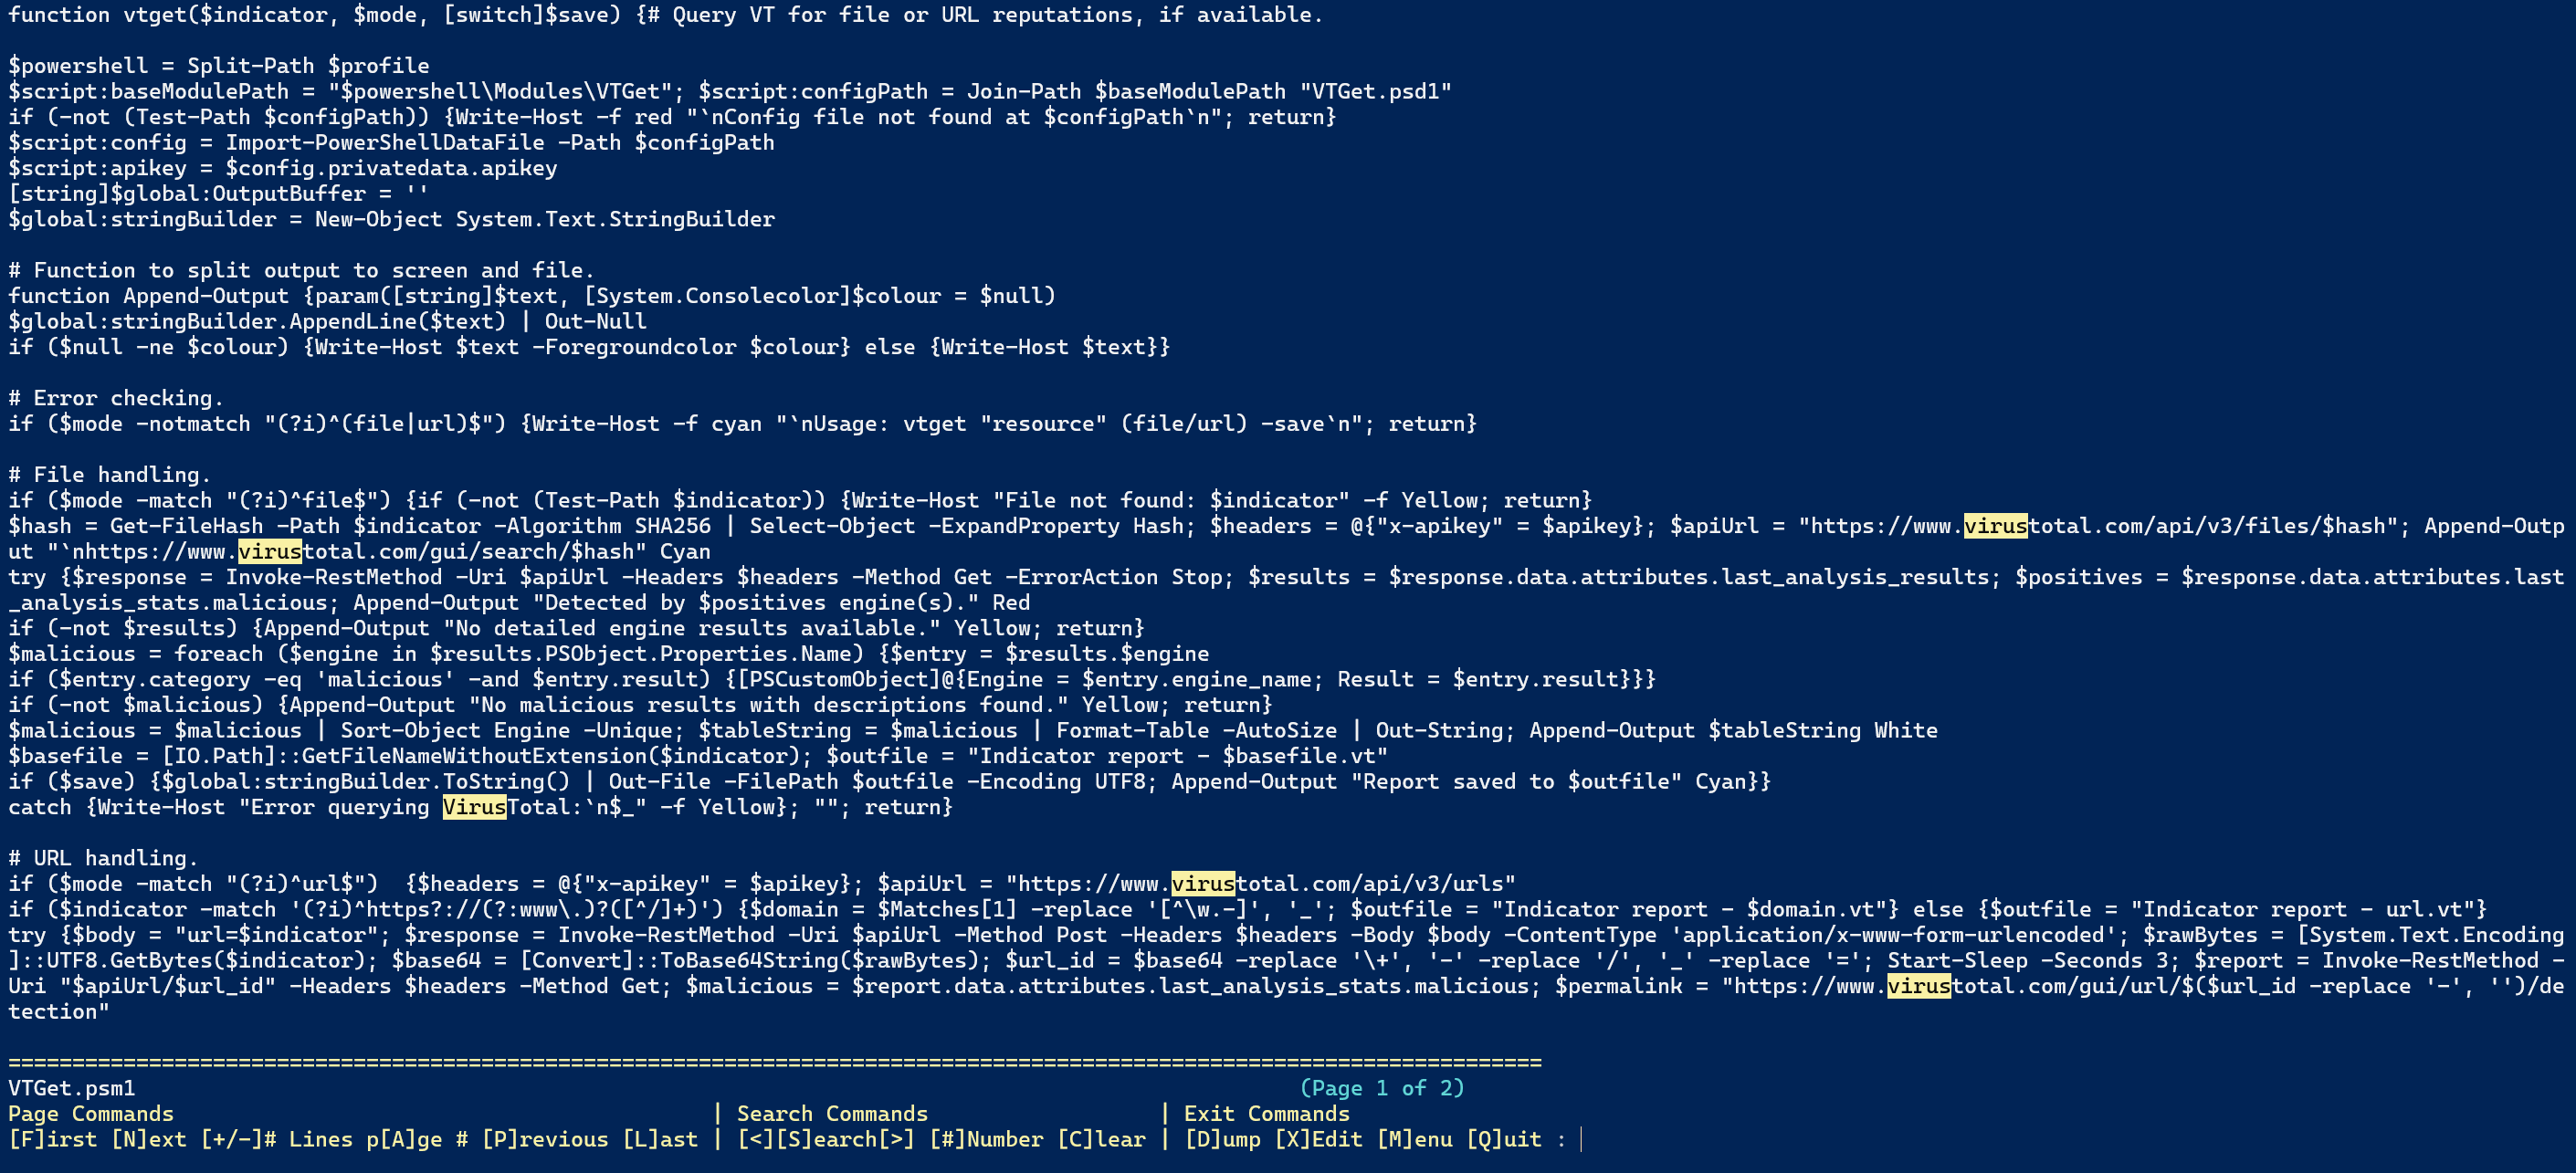 function vtget($indicator, $mode, [switch]$save) {# Query VT for file or URL reputations, if available.

$powershell = Split-Path $profile
$script:baseModulePath = "$powershell\Modules\VTGet"; $script:configPath = Join-Path $baseModulePath "VTGet.psd1"
if (-not (Test-Path $configPath)) {Write-Host -f red "`nConfig file not found at $configPath`n"; return}
$script:config = Import-PowerShellDataFile -Path $configPath
$script:apikey = $config.privatedata.apikey
[string]$global:OutputBuffer = ''
$global:stringBuilder = New-Object System.Text.StringBuilder

# Function to split output to screen and file.
function Append-Output {param([string]$text, [System.Consolecolor]$colour = $null)
$global:stringBuilder.AppendLine($text) | Out-Null
if ($null -ne $colour) {Write-Host $text -Foregroundcolor $colour} else {Write-Host $text}}

# Error checking.
if ($mode -notmatch "(?i)^(file|url)$") {Write-Host -f cyan "`nUsage: vtget "resource" (file/url) -save`n"; return}

# File handling.
if ($mode -match "(?i)^file$") {if (-not (Test-Path $indicator)) {Write-Host "File not found: $indicator" -f Yellow; return}
$hash = Get-FileHash -Path $indicator -Algorithm SHA256 | Select-Object -ExpandProperty Hash; $headers = @{"x-apikey" = $apikey}; $apiUrl = "https://www.virustotal.com/api/v3/files/$hash"; Append-Outp
ut "`nhttps://www.virustotal.com/gui/search/$hash" Cyan
try {$response = Invoke-RestMethod -Uri $apiUrl -Headers $headers -Method Get -ErrorAction Stop; $results = $response.data.attributes.last_analysis_results; $positives = $response.data.attributes.last
_analysis_stats.malicious; Append-Output "Detected by $positives engine(s)." Red
if (-not $results) {Append-Output "No detailed engine results available." Yellow; return}
$malicious = foreach ($engine in $results.PSObject.Properties.Name) {$entry = $results.$engine
if ($entry.category -eq 'malicious' -and $entry.result) {[PSCustomObject]@{Engine = $entry.engine_name; Result = $entry.result}}}
if (-not $malicious) {Append-Output "No malicious results with descriptions found." Yellow; return}
$malicious = $malicious | Sort-Object Engine -Unique; $tableString = $malicious | Format-Table -AutoSize | Out-String; Append-Output $tableString White
$basefile = [IO.Path]::GetFileNameWithoutExtension($indicator); $outfile = "Indicator report - $basefile.vt"
if ($save) {$global:stringBuilder.ToString() | Out-File -FilePath $outfile -Encoding UTF8; Append-Output "Report saved to $outfile" Cyan}}
catch {Write-Host "Error querying VirusTotal:`n$_" -f Yellow}; ""; return}

# URL handling.
if ($mode -match "(?i)^url$")  {$headers = @{"x-apikey" = $apikey}; $apiUrl = "https://www.virustotal.com/api/v3/urls"
if ($indicator -match '(?i)^https?://(?:www\.)?([^/]+)') {$domain = $Matches[1] -replace '[^\w.-]', '_'; $outfile = "Indicator report - $domain.vt"} else {$outfile = "Indicator report - url.vt"}
try {$body = "url=$indicator"; $response = Invoke-RestMethod -Uri $apiUrl -Method Post -Headers $headers -Body $body -ContentType 'application/x-www-form-urlencoded'; $rawBytes = [System.Text.Encoding
]::UTF8.GetBytes($indicator); $base64 = [Convert]::ToBase64String($rawBytes); $url_id = $base64 -replace '\+', '-' -replace '/', '_' -replace '='; Start-Sleep -Seconds 3; $report = Invoke-RestMethod -
Uri "$apiUrl/$url_id" -Headers $headers -Method Get; $malicious = $report.data.attributes.last_analysis_stats.malicious; $permalink = "https://www.virustotal.com/gui/url/$($url_id -replace '-', '')/de
tection"

========================================================================================================================
VTGet.psm1 (Page 1 of 2)
Page Commands | Search Commands | Exit Commands
[F]irst [N]ext [+/-]# Lines p[A]ge # [P]revious [L]ast | [<][S]earch[>] [#]Number [C]lear | [D]ump [X]Edit [M]enu [Q]uit :